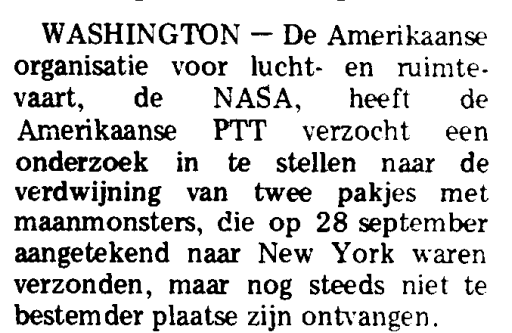 WASHINGTON — De Amerikaanse
organisatie voor lucht- en ruimte-
vaart, de NASA, heeft de
Amerikaanse PTT verzocht een
onderzoek in te stellen naar de
verdwijning van twee pakjes met
maanmonsters, die op 28 september
aangetekend naar New York waren
verzonden, maar nog steeds niet te
bestemder plaatse zijn ontvangen.